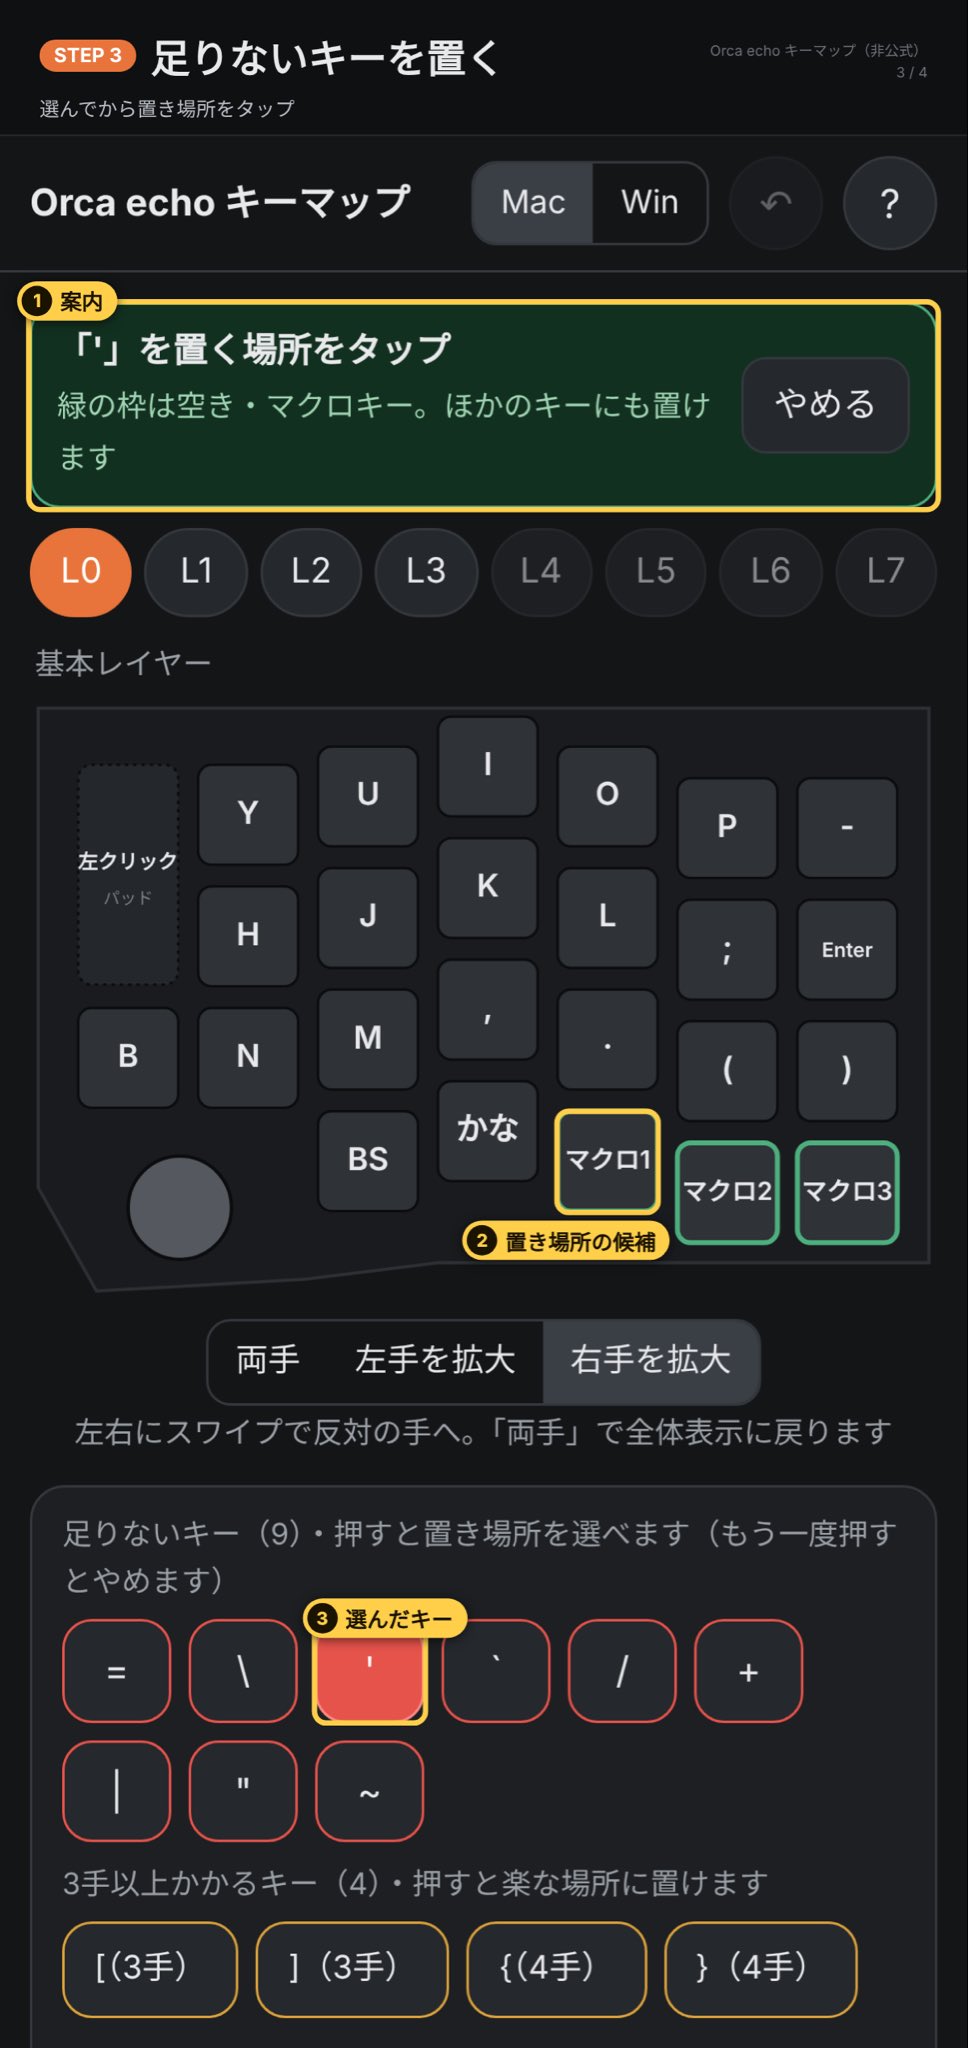 STEP 3 足りないキーを置く
Orca echo キーマップ（非公式）
3 / 4
選んでから置き場所をタップ
Orca echo キーマップ Mac Win ↶ ?
1 案内
「'」を置く場所をタップ
緑の枠は空き・マクロキー。ほかのキーにも置け
ます
やめる
L0 L1 L2 L3 L4 L5 L6 L7
基本レイヤー
左クリック
パッド
Y U I O P -
H J K L ; Enter
B N M , . ( )
BS かな マクロ1 マクロ2 マクロ3
2 置き場所の候補
両手 左手を拡大 右手を拡大
左右にスワイプで反対の手へ。「両手」で全体表示に戻ります
足りないキー（9）・押すと置き場所を選べます（もう一度押す
とやめます）
3 選んだキー
= \ ' ` / +
| " ~
3手以上かかるキー（4）・押すと楽な場所に置けます
[（3手） ]（3手） {（4手） }（4手）